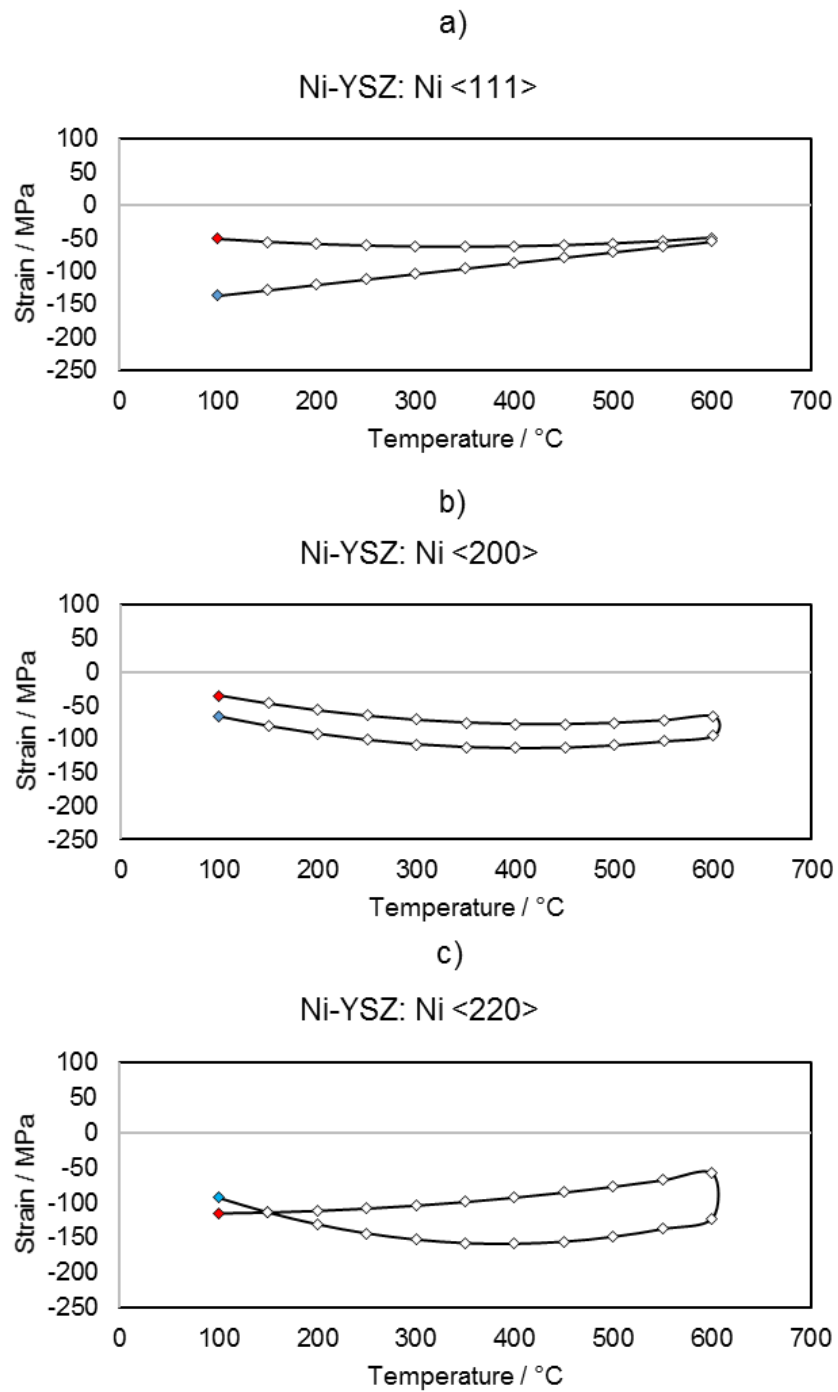 a)
Ni-YSZ: Ni <111>
100
50
0
-50
-100
-150
-200
-250
Strain / MPa
0 100 200 300 400 500 600 700
Temperature / °C
b)
Ni-YSZ: Ni <200>
100
50
0
-50
-100
-150
-200
-250
Strain / MPa
0 100 200 300 400 500 600 700
Temperature / °C
c)
Ni-YSZ: Ni <220>
100
50
0
-50
-100
-150
-200
-250
Strain / MPa
0 100 200 300 400 500 600 700
Temperature / °C